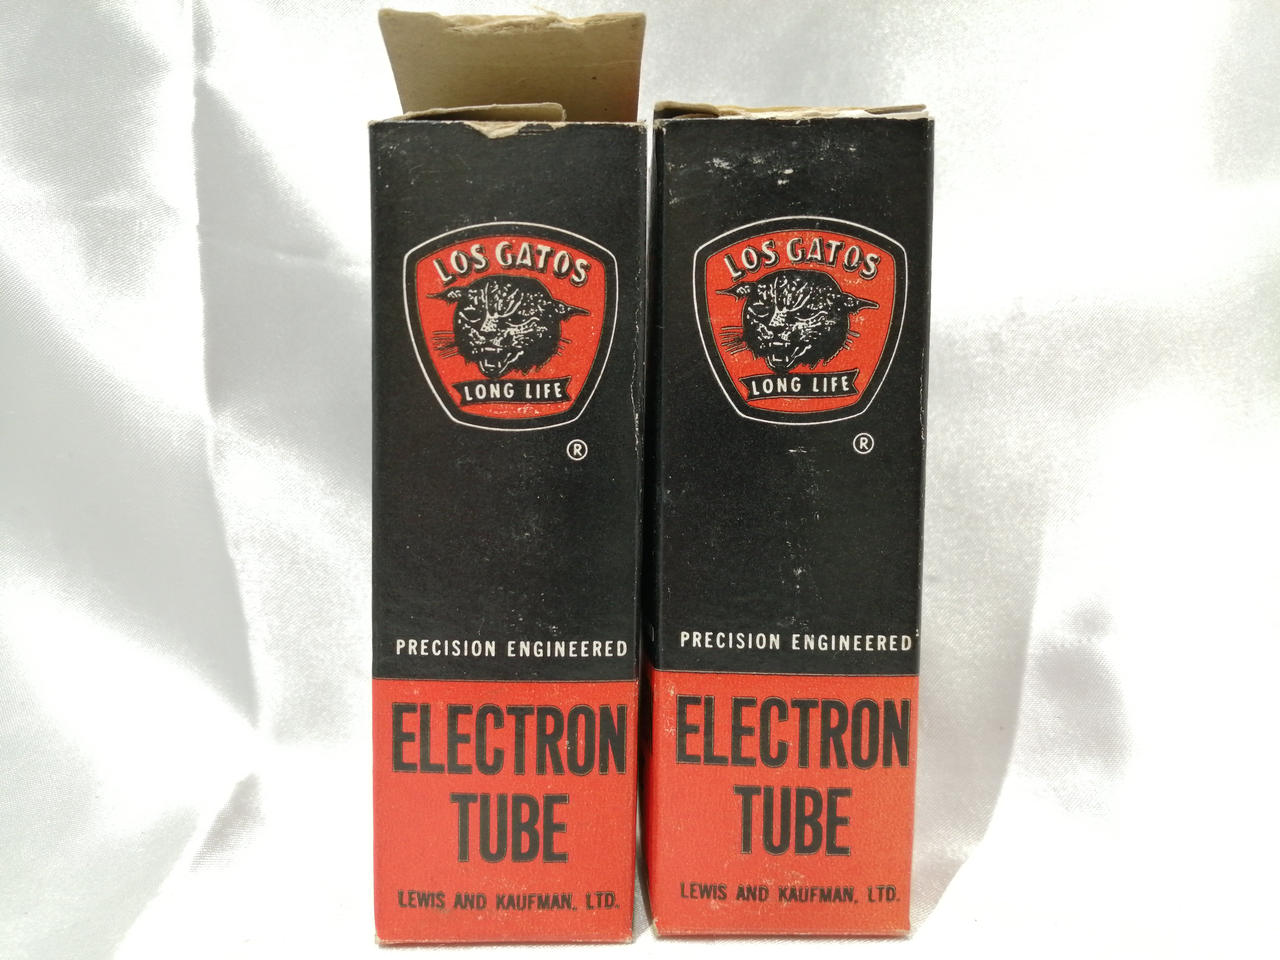 LOS GATOS
LONG LIFE
®
PRECISION ENGINEERED
ELECTRON
TUBE
LEWIS AND KAUFMAN, LTD.
LOS GATOS
LONG LIFE
®
PRECISION ENGINEERED
ELECTRON
TUBE
LEWIS AND KAUFMAN, LTD.